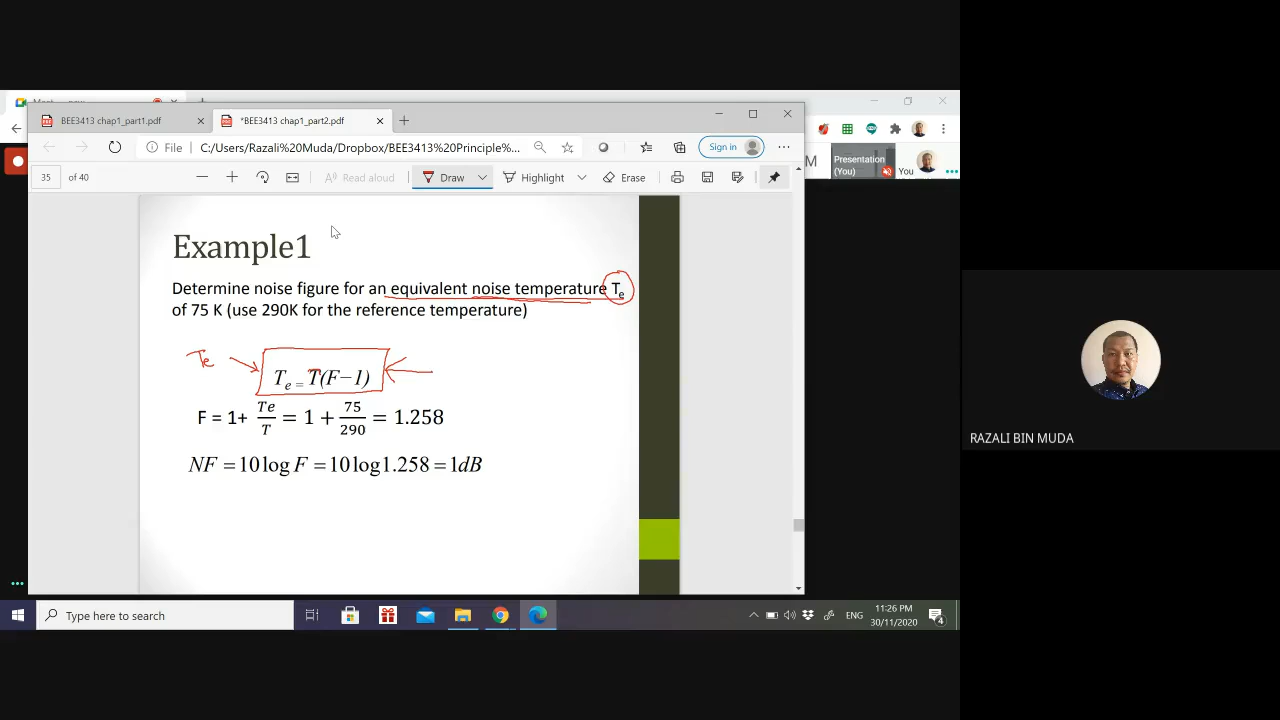 BEE3413 chap1_part1.pdf
*BEE3413 chap1_part2.pdf
File
C:/Users/Razali%20Muda/Dropbox/BEE3413%20Principle%...
Sign in
35 of 40
Read aloud
Draw
Highlight
Erase
M
Presentation
(You)
You
Example1
Determine noise figure for an equivalent noise temperature Te
of 75 K (use 290K for the reference temperature)
Te
Te = T(F−1)
F = 1+ Te/T = 1 + 75/290 = 1.258
NF = 10 log F = 10 log1.258 = 1dB
RAZALI BIN MUDA
Type here to search
ENG
11:26 PM
30/11/2020
4